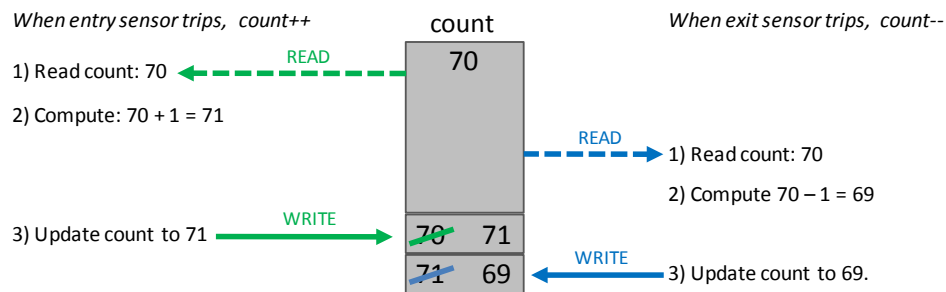 When entry sensor trips, count++
count
When exit sensor trips, count--
READ
70
1) Read count: 70
2) Compute: 70 + 1 = 71
READ
1) Read count: 70
2) Compute 70 – 1 = 69
WRITE
3) Update count to 71
70 71
WRITE
71 69
3) Update count to 69.